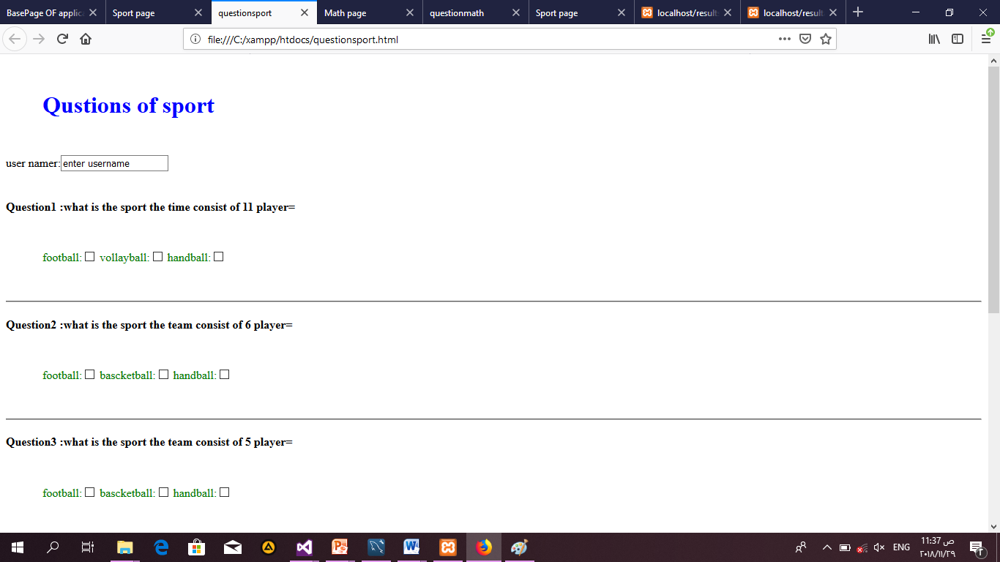 BasePage OF applica
Sport page
questionsport
Math page
questionmath
Sport page
localhost/result
localhost/result
file:///C:/xampp/htdocs/questionsport.html
Qustions of sport
user namer: enter username
Question1 :what is the sport the time consist of 11 player=
football: vollayball: handball:
Question2 :what is the sport the team consist of 6 player=
football: bascketball: handball:
Question3 :what is the sport the team consist of 5 player=
football: bascketball: handball:
ENG
11:37 ص
٢٠١٨/١١/٢٩
٢